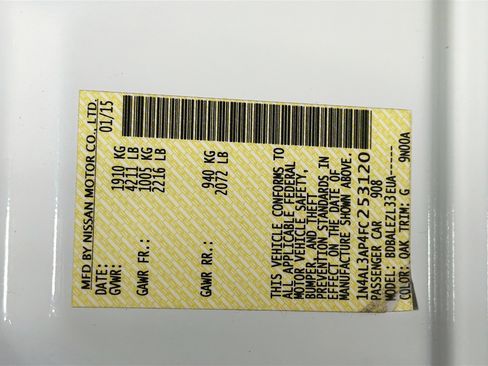 MFD BY NISSAN MOTOR CO., LTD.
DATE: 01/15
GVWR: 1910 KG
4211 LB
GAWR FR.: 1005 KG
2216 LB
GAWR RR.: 940 KG
2072 LB
THIS VEHICLE CONFORMS TO
ALL APPLICABLE FEDERAL
MOTOR VEHICLE SAFETY,
BUMPER, AND THEFT
PREVENTION STANDARDS IN
EFFECT ON THE DATE OF
MANUFACTURE SHOWN ABOVE.
1N4AL3AP4FC253120
PASSENGER CAR 908
MODEL: BDBALEZL33EUA-----
COLOR: QAK TRIM: G 9N00A